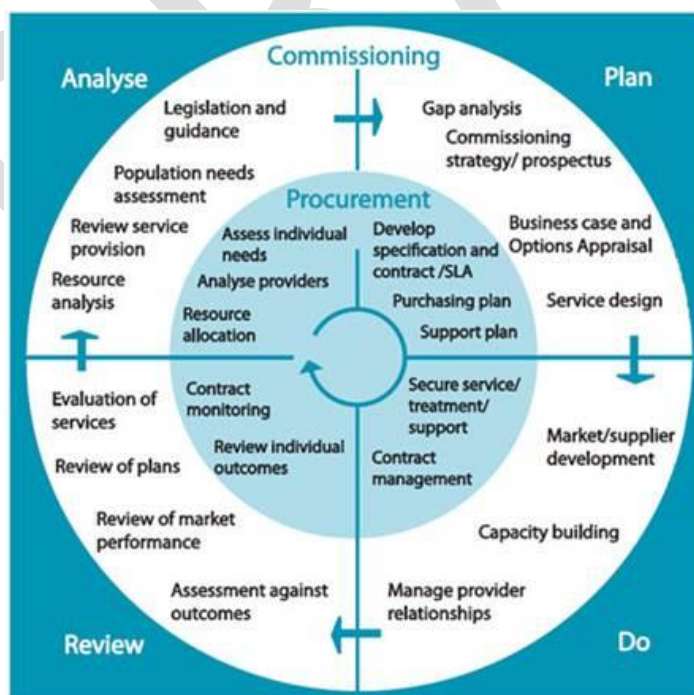 Commissioning
Analyse
Plan
Legislation and
guidance
Population needs
assessment
Review service
provision
Resource
analysis
Gap analysis
Commissioning
strategy/ prospectus
Business case and
Options Appraisal
Service design
Procurement
Assess individual
needs
Analyse providers
Resource
allocation
Develop
specification and
contract /SLA
Purchasing plan
Support plan
Contract
monitoring
Review individual
outcomes
Secure service/
treatment/
support
Contract
management
Evaluation of
services
Review of plans
Review of market
performance
Assessment against
outcomes
Market/supplier
development
Capacity building
Manage provider
relationships
Review
Do